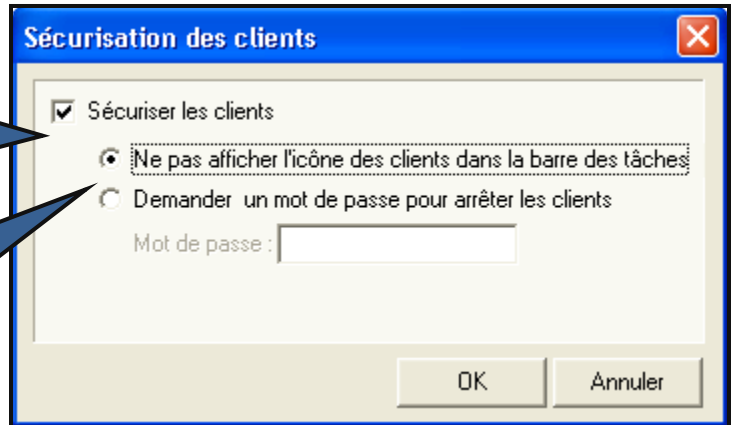 Sécurisation des clients
Sécuriser les clients
Ne pas afficher l'icône des clients dans la barre des tâches
Demander un mot de passe pour arrêter les clients
Mot de passe :
OK
Annuler